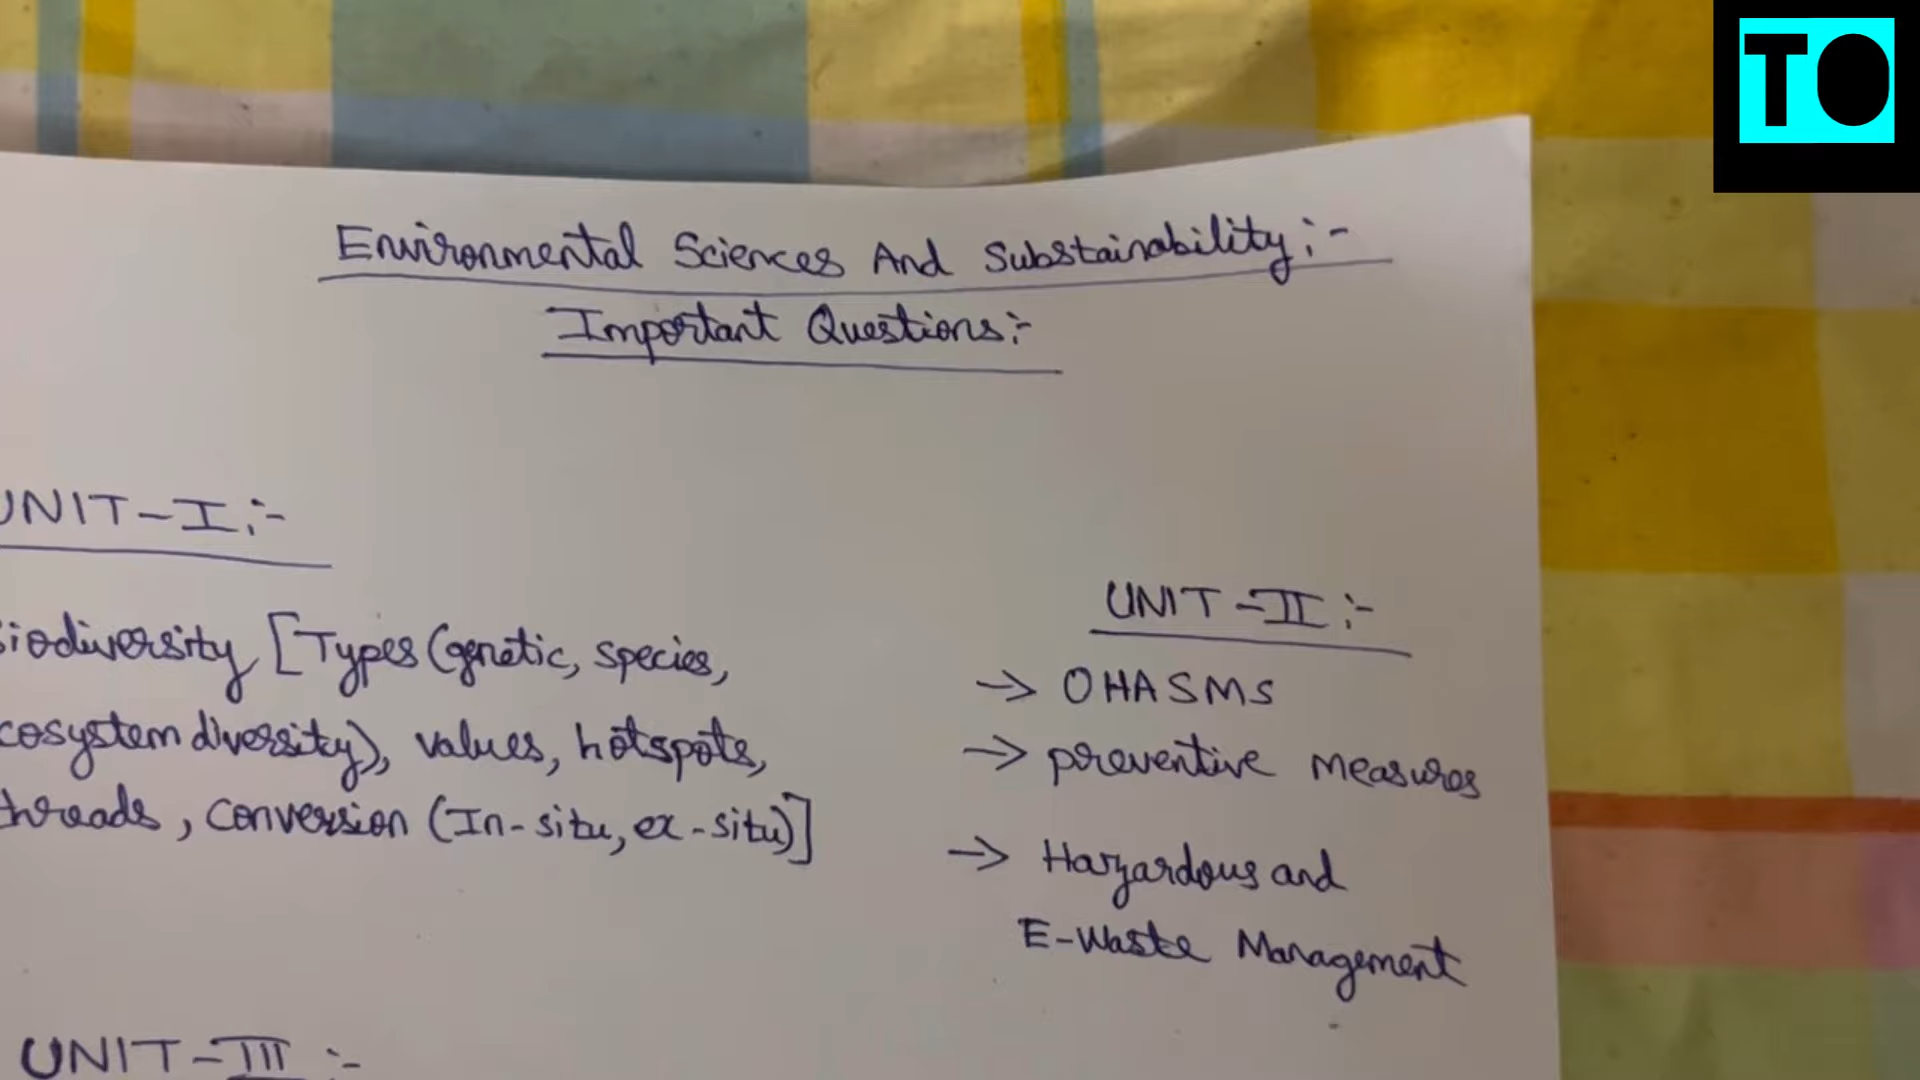 TO
Environmental Sciences And Substainability:-
Important Questions:-
UNIT-I:-
iodiversity [Types (genetic, species,
cosystem diversity), values, hotspots,
threads, conversion (In-situ, ex-situ)]
UNIT-II:-
→ OHASMS
→ preventive measures
→ Hazardous and
E-Waste Management
UNIT-III:-